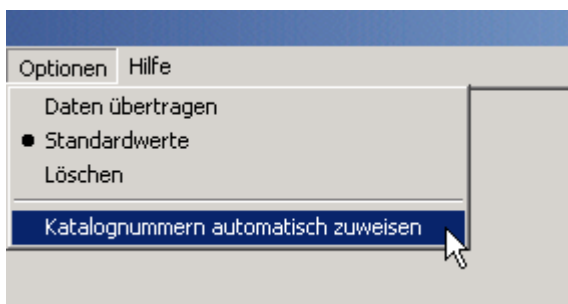 Optionen Hilfe
Daten übertragen
Standardwerte
Löschen
Katalognummern automatisch zuweisen